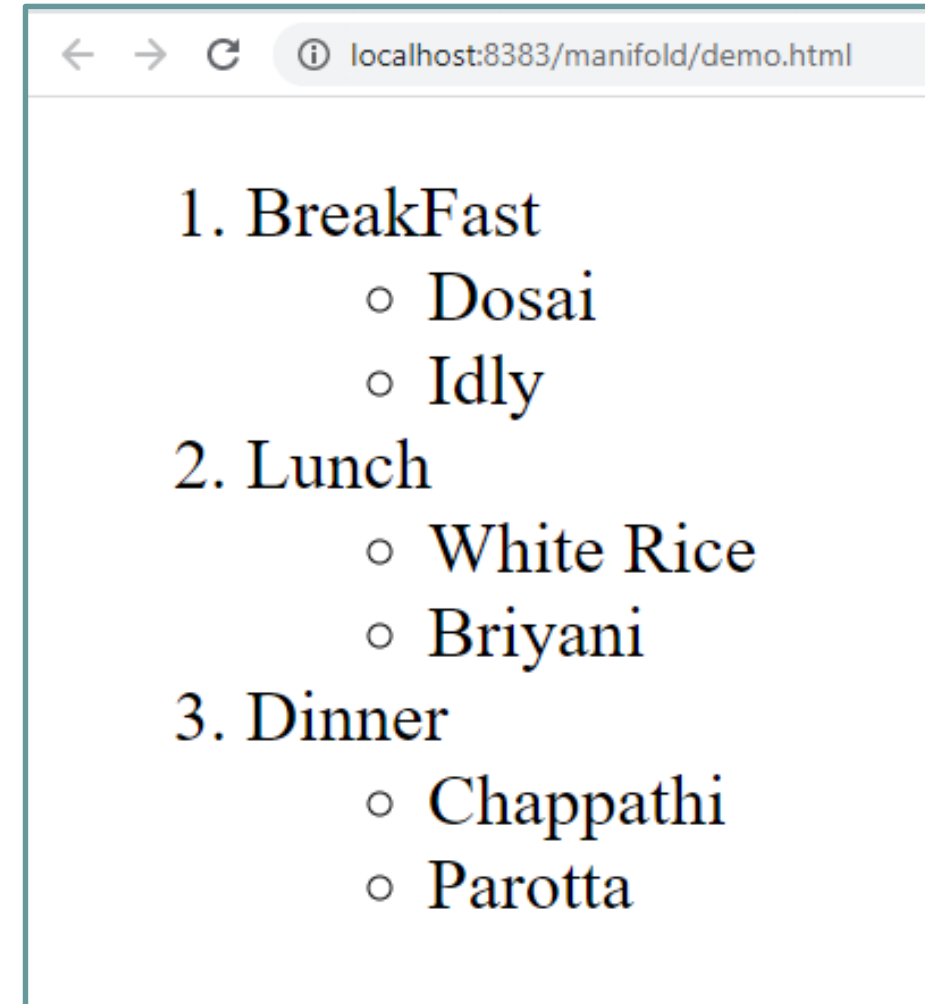 localhost:8383/manifold/demo.html
1. BreakFast
○ Dosai
○ Idly
2. Lunch
○ White Rice
○ Briyani
3. Dinner
○ Chappathi
○ Parotta